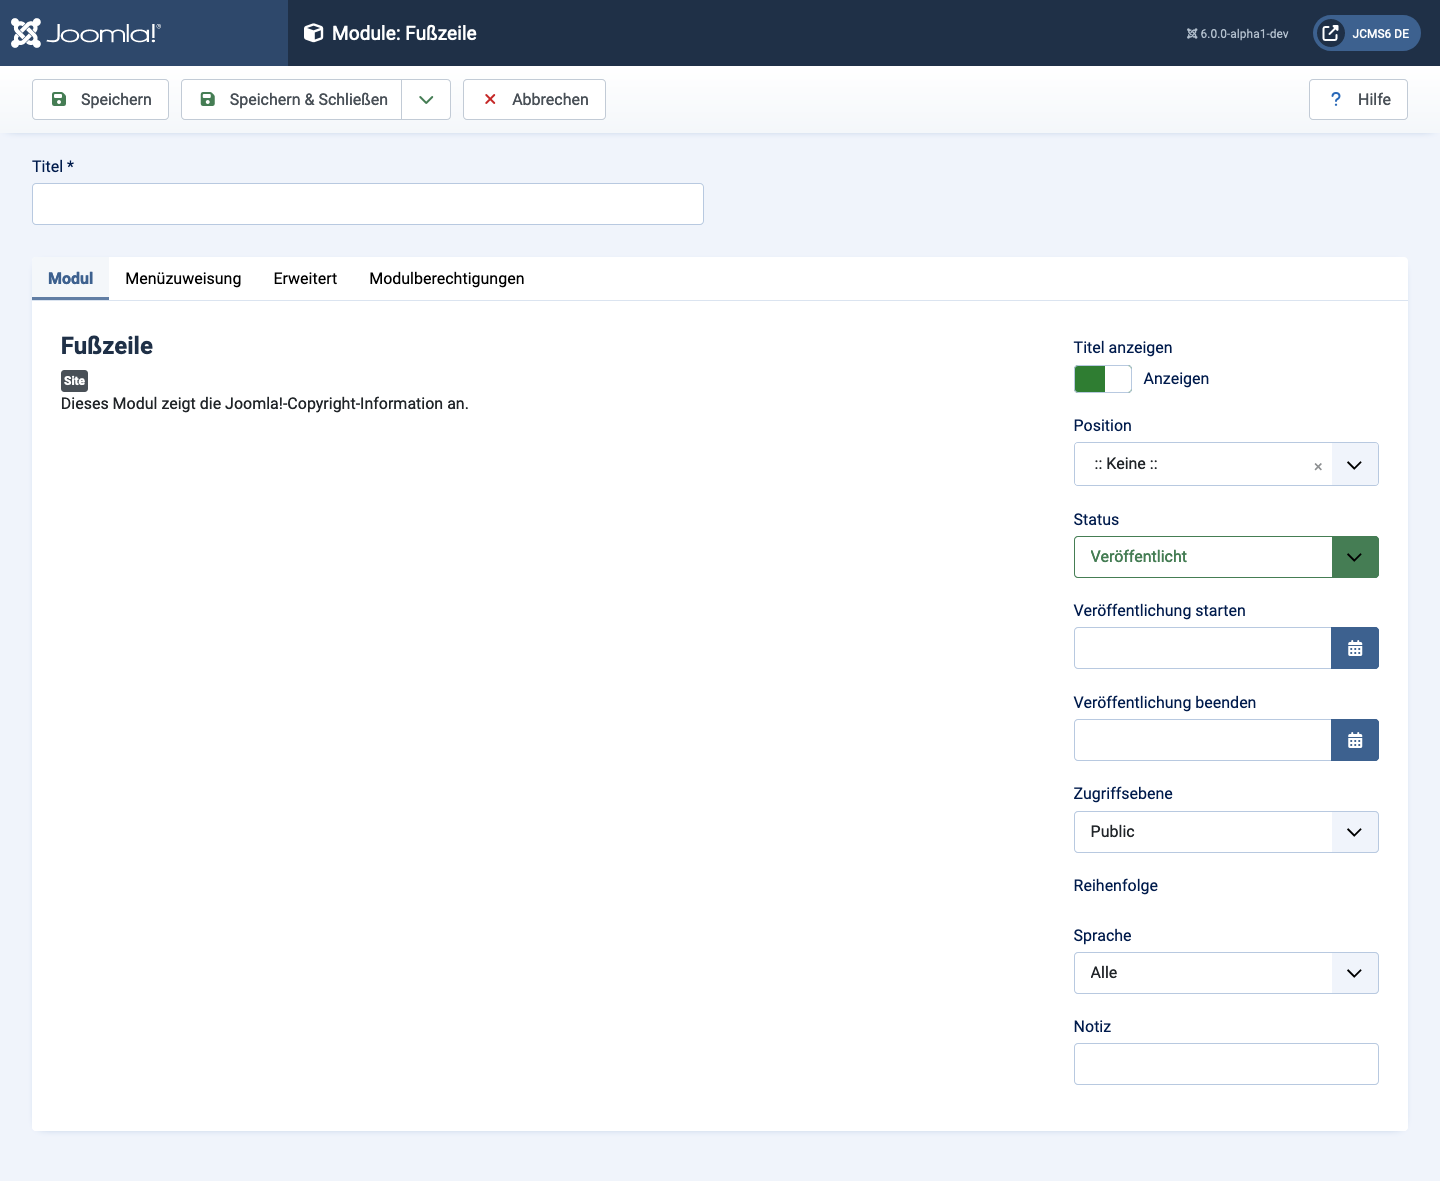 Joomla!®
Module: Fußzeile
6.0.0-alpha1-dev
JCMS6 DE
Speichern
Speichern & Schließen
Abbrechen
? Hilfe
Titel *
Modul
Menüzuweisung
Erweitert
Modulberechtigungen
Fußzeile
Site
Dieses Modul zeigt die Joomla!-Copyright-Information an.
Titel anzeigen
Anzeigen
Position
:: Keine :: ×
Status
Veröffentlicht
Veröffentlichung starten
Veröffentlichung beenden
Zugriffsebene
Public
Reihenfolge
Sprache
Alle
Notiz